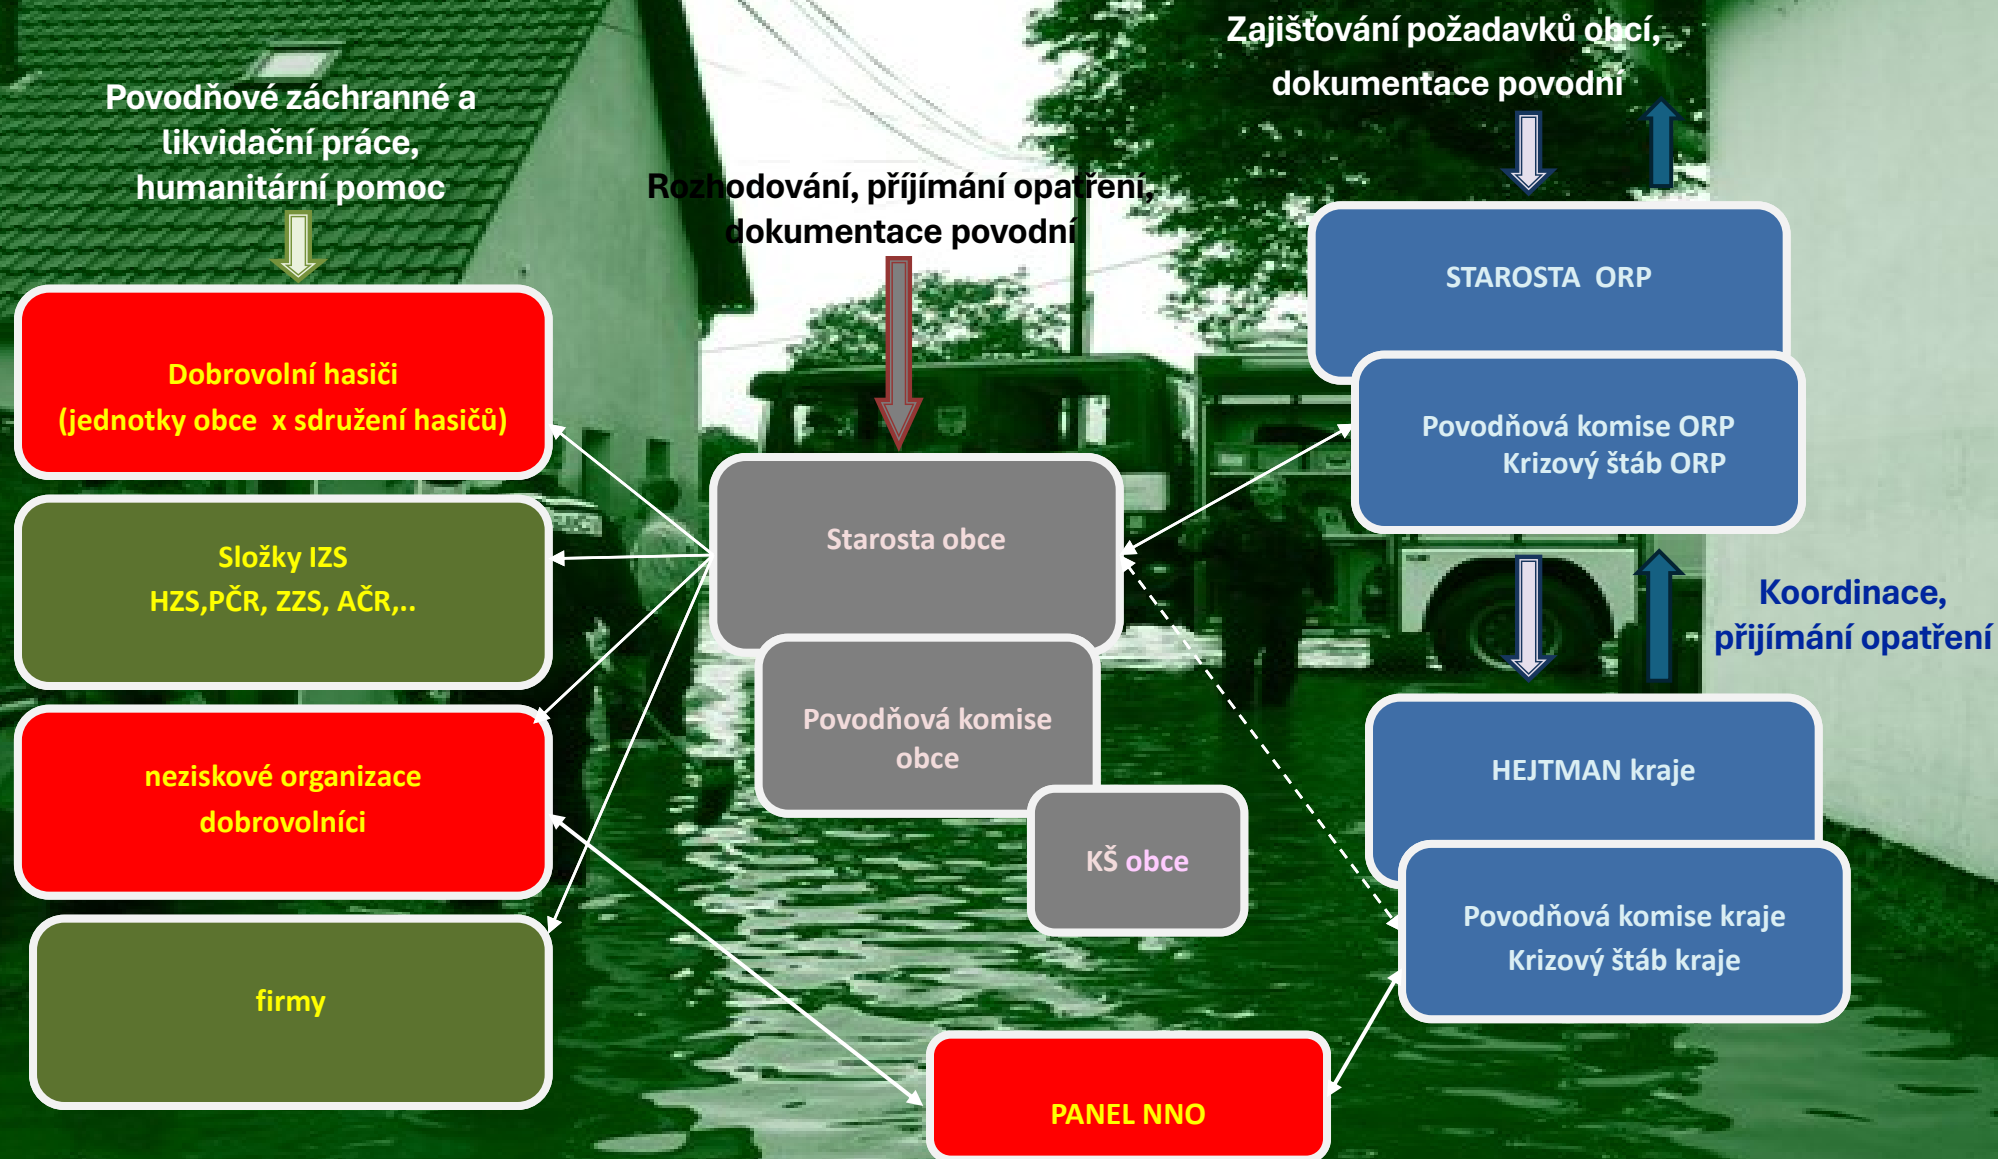 Povodňové záchranné a
likvidační práce,
humanitární pomoc
Dobrovolní hasiči
(jednotky obce  x sdružení hasičů)
Složky IZS
HZS,PČR, ZZS, AČR,..
neziskové organizace
dobrovolníci
firmy
Rozhodování, příjímání opatření,
dokumentace povodní
Starosta obce
Povodňová komise
obce
KŠ obce
PANEL NNO
Zajišťování požadavků obcí,
dokumentace povodní
STAROSTA  ORP
Povodňová komise ORP
Krizový štáb ORP
Koordinace,
přijímání opatření
HEJTMAN kraje
Povodňová komise kraje
Krizový štáb kraje